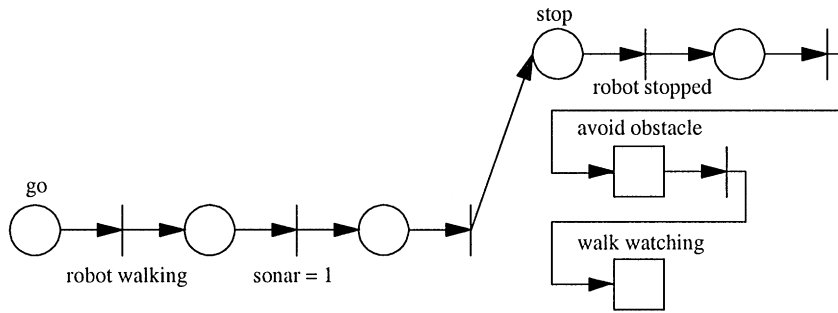 stop
robot stopped
avoid obstacle
go
walk watching
robot walking
sonar = 1